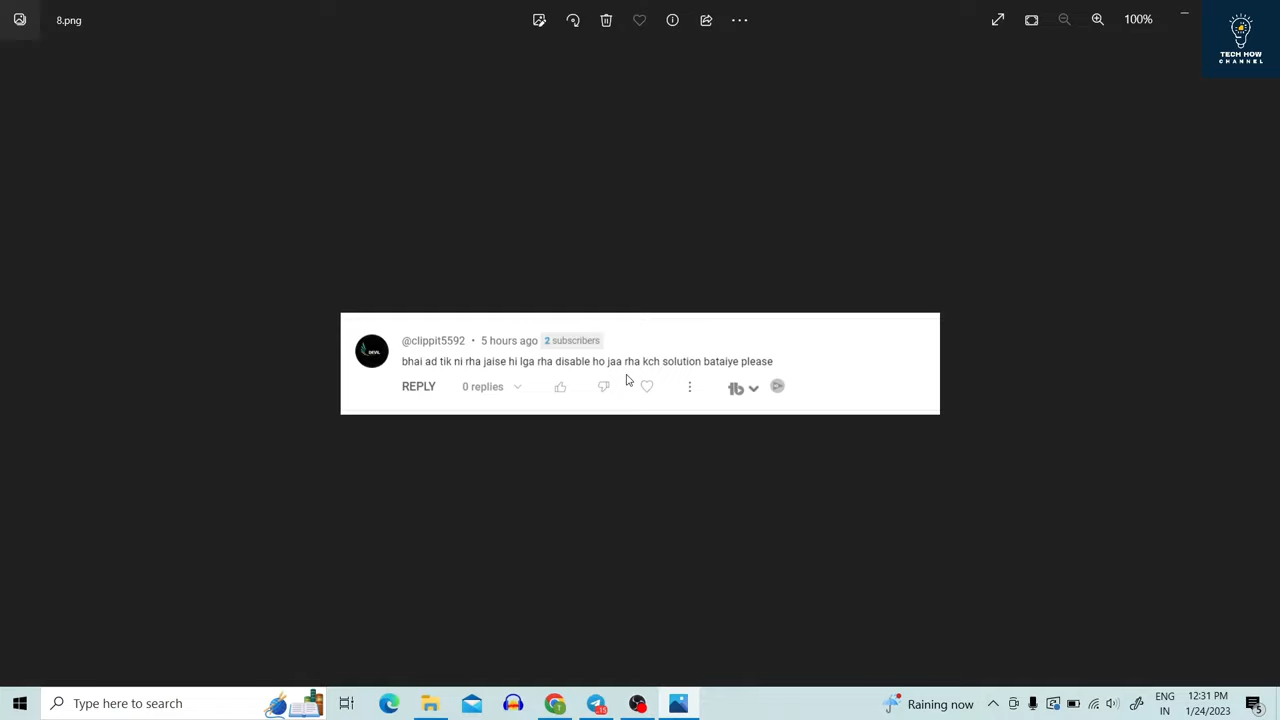 8.png
100%
TECH HOW
CHANNEL
DEVIL
@clippit5592 • 5 hours ago 2 subscribers
bhai ad tik ni rha jaise hi lga rha disable ho jaa rha kch solution bataiye please
REPLY 0 replies
Type here to search
Raining now
ENG
IN
12:31 PM
1/24/2023
5